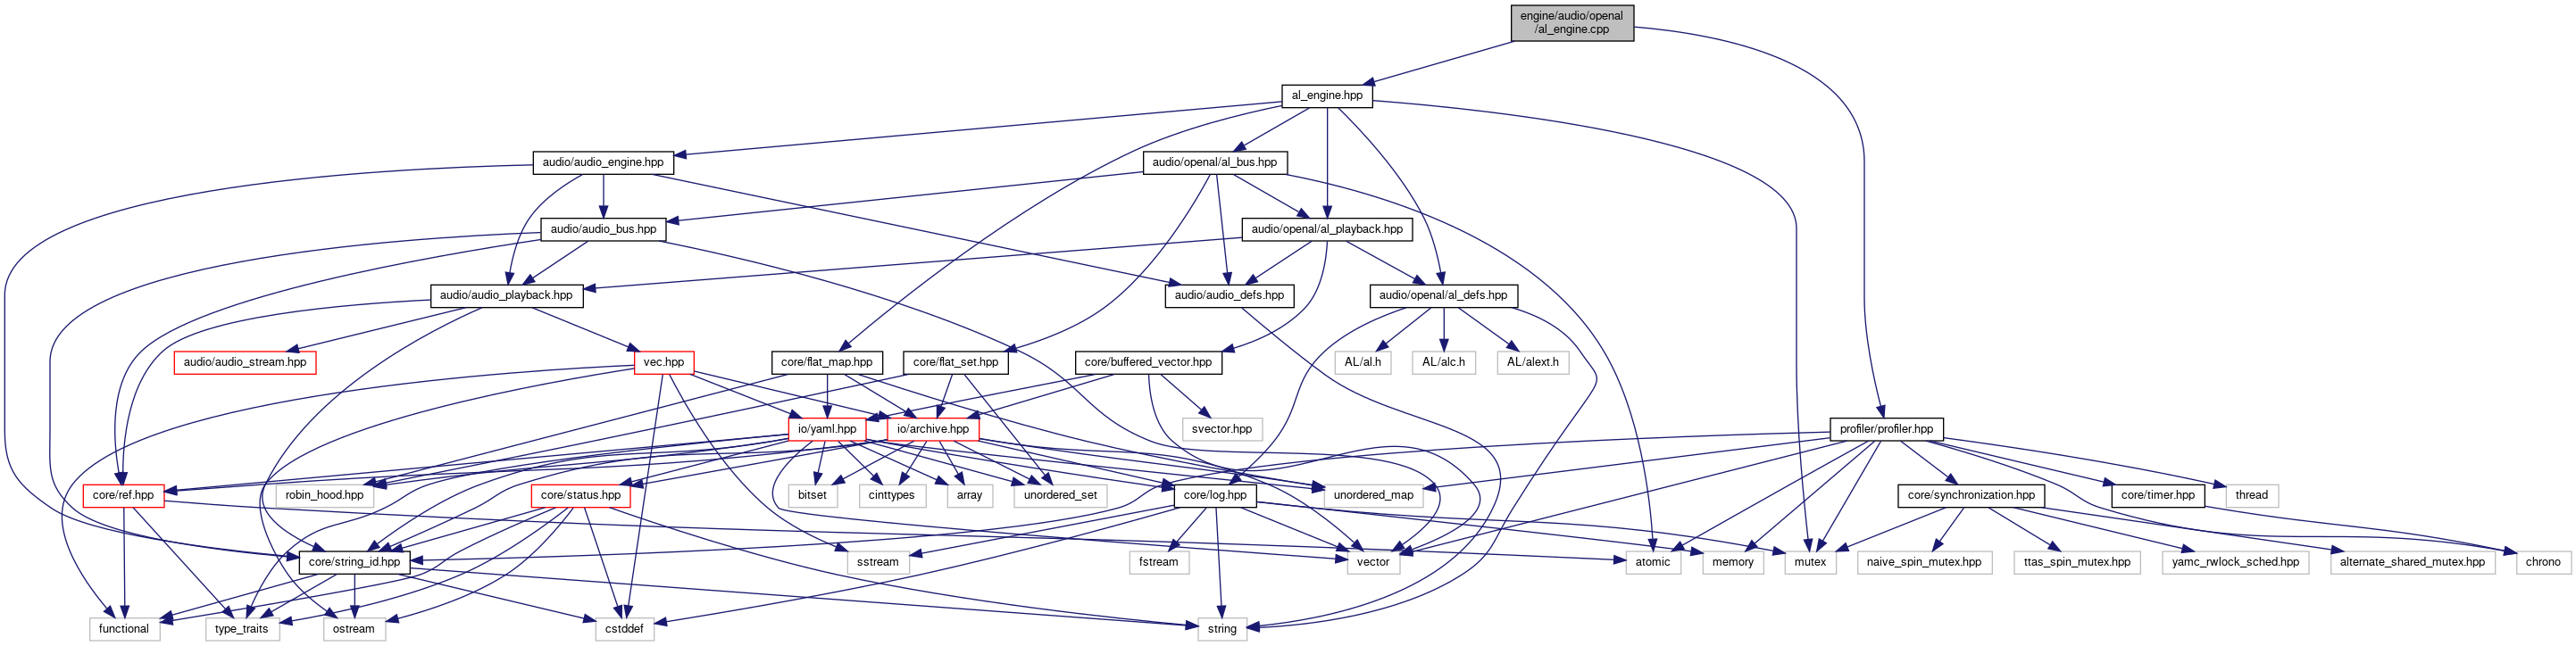 engine/audio/openal
/al_engine.cpp
al_engine.hpp
audio/audio_engine.hpp
audio/openal/al_bus.hpp
audio/audio_bus.hpp
audio/openal/al_playback.hpp
audio/audio_playback.hpp
audio/audio_defs.hpp
audio/openal/al_defs.hpp
audio/audio_stream.hpp
vec.hpp
core/flat_map.hpp
core/flat_set.hpp
core/buffered_vector.hpp
AL/al.h
AL/alc.h
AL/alext.h
io/yaml.hpp
io/archive.hpp
svector.hpp
profiler/profiler.hpp
core/ref.hpp
robin_hood.hpp
core/status.hpp
bitset
cinttypes
array
unordered_set
core/log.hpp
unordered_map
core/synchronization.hpp
core/timer.hpp
thread
core/string_id.hpp
sstream
fstream
vector
atomic
memory
mutex
naive_spin_mutex.hpp
ttas_spin_mutex.hpp
yamc_rwlock_sched.hpp
alternate_shared_mutex.hpp
chrono
functional
type_traits
ostream
cstddef
string